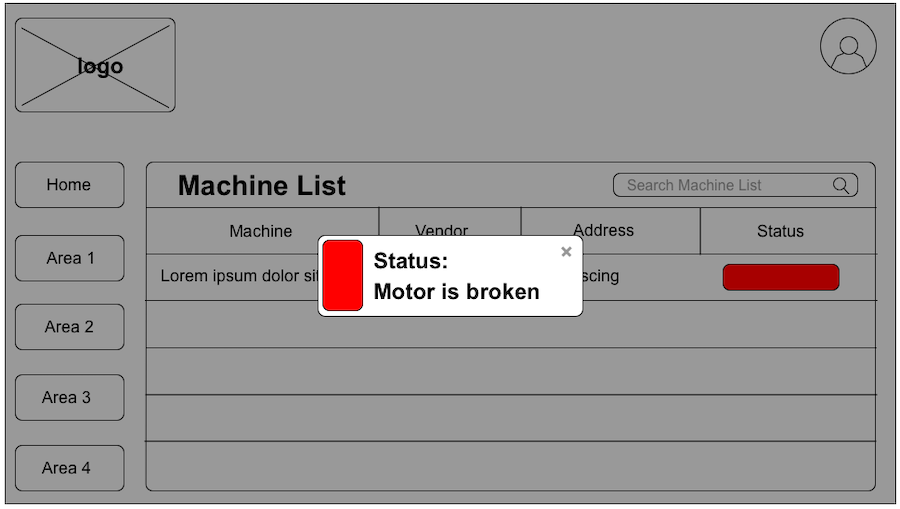 logo
Home
Area 1
Area 2
Area 3
Area 4
Machine List
Search Machine List
Machine Vendor Address Status
Lorem ipsum dolor sit scing
Status:
Motor is broken
×